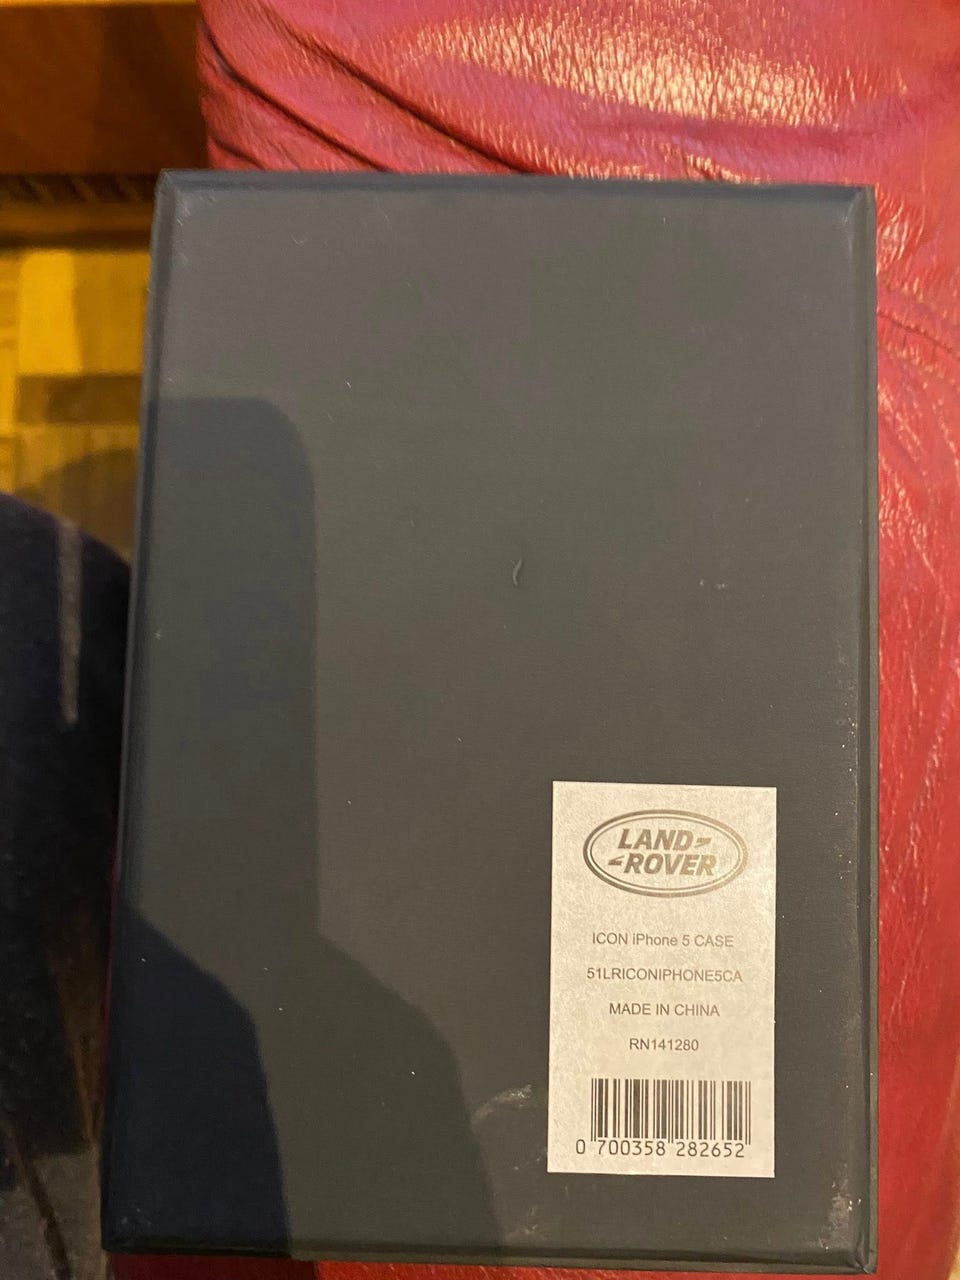 LAND
ROVER
ICON iPhone 5 CASE
51LRICONIPHONE5CA
MADE IN CHINA
RN141280
0 700358 282652